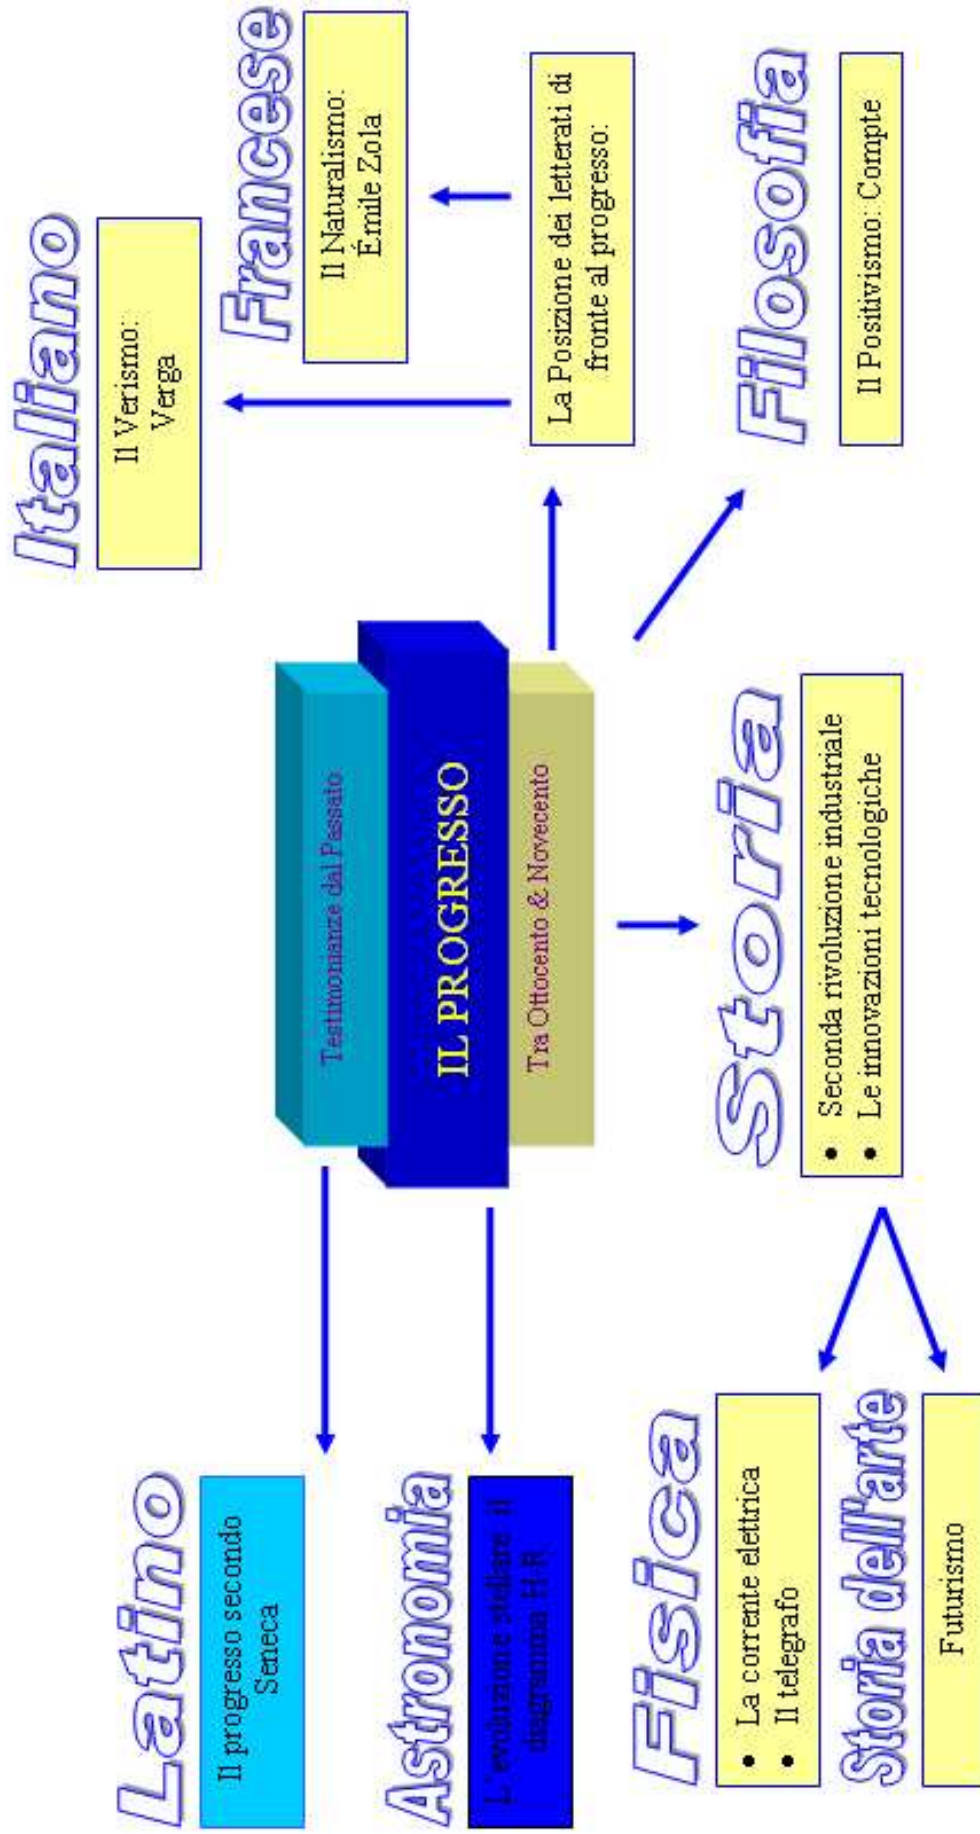 Italiano
Il Verismo:
Verga
Francese
Il Naturalismo:
Émile Zola
La Posizione dei letterati di
fronte al progresso:
Filosofia
Il Positivismo: Compte
Testimonianze dal Passato
IL PROGRESSO
Tra Ottocento & Novecento
Storia
• Seconda rivoluzione industriale
• Le innovazioni tecnologiche
Latino
Il progresso secondo
Seneca
Astronomia
L'evoluzione stellare il
diagramma H-R
Fisica
• La corrente elettrica
• Il telegrafo
Storia dell'arte
Futurismo